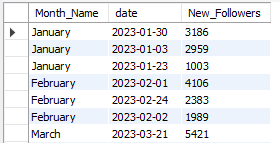 Month_Name date New_Followers
January 2023-01-30 3186
January 2023-01-03 2959
January 2023-01-23 1003
February 2023-02-01 4106
February 2023-02-24 2383
February 2023-02-02 1989
March 2023-03-21 5421